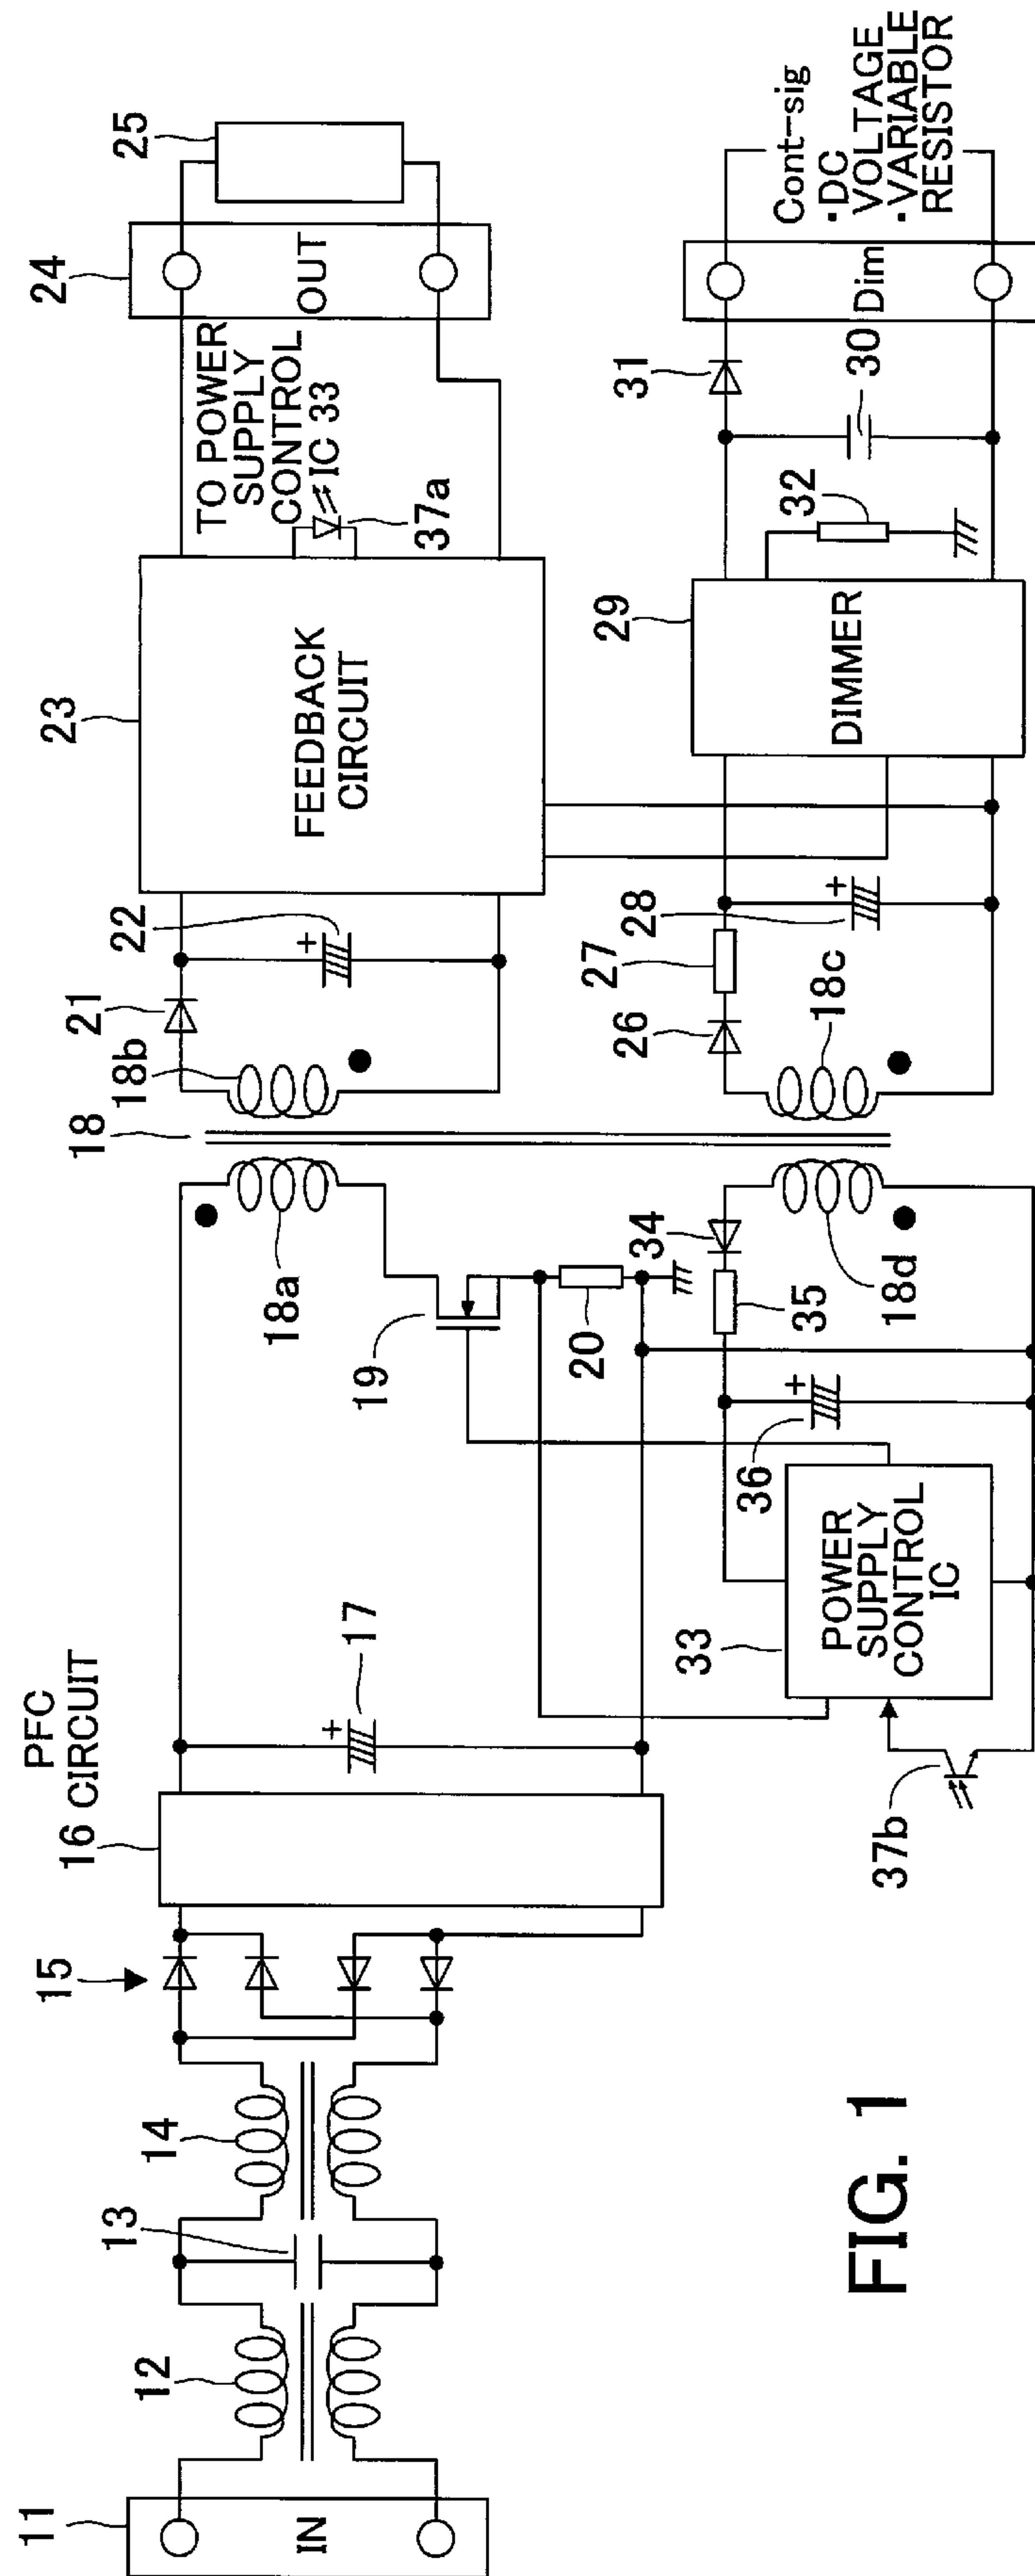 FIG. 1
11
IN
12
13
14
15
16
PFC
CIRCUIT
17
18
18a
18b
19
20
21
22
23
FEEDBACK
CIRCUIT
TO POWER
SUPPLY
CONTROL
IC 33
37a
24
OUT
25
+
+
33
POWER
SUPPLY
CONTROL
IC
37b
36
+
35
34
18d
18c
26
27
28
+
29
DIMMER
32
31
30
Dim
Cont-sig
・DC
VOLTAGE
・VARIABLE
RESISTOR